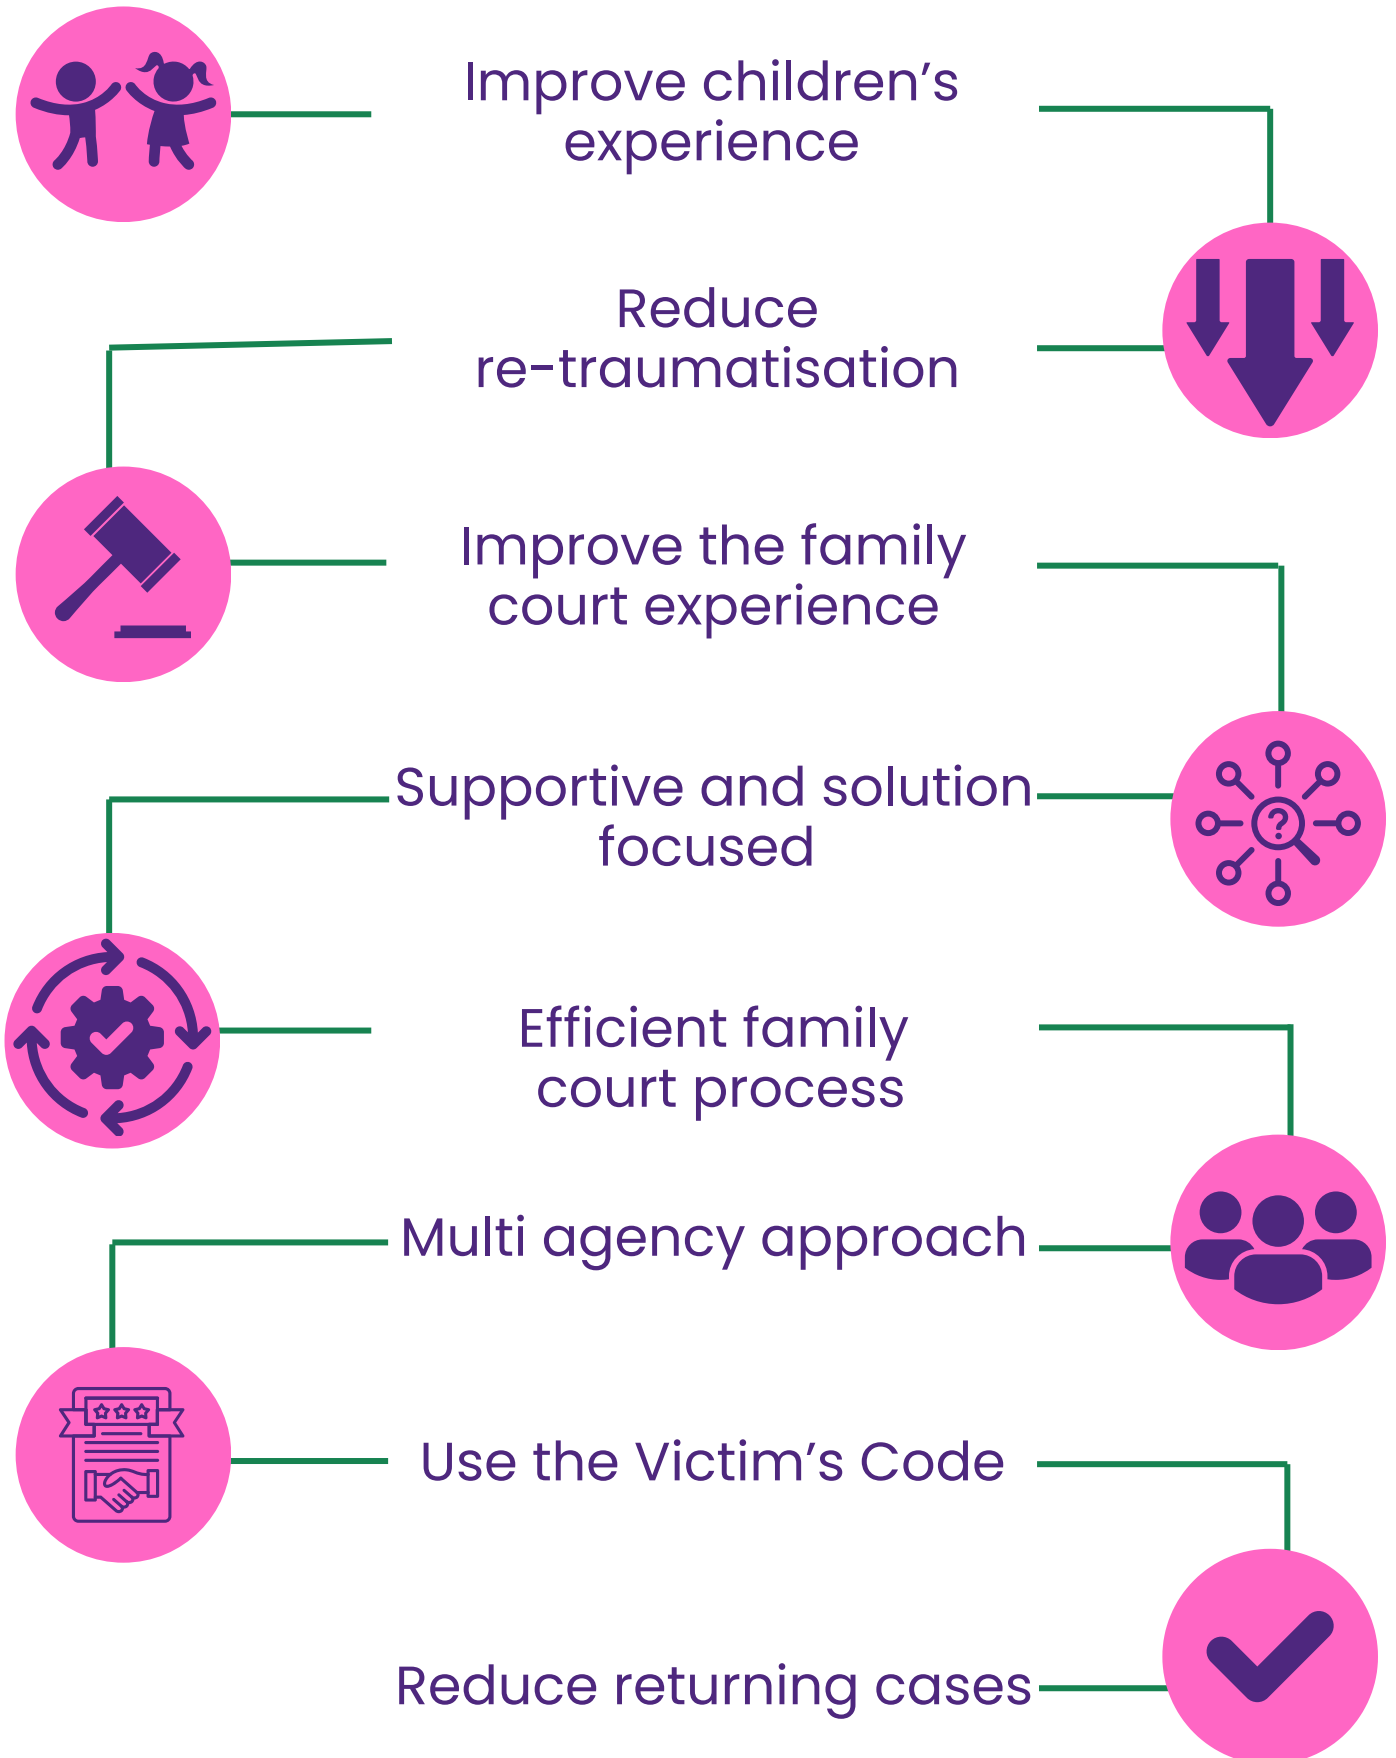 Improve children’s
experience
Reduce
re-traumatisation
Improve the family
court experience
Supportive and solution
focused
?
Efficient family
court process
Multi agency approach
Use the Victim’s Code
Reduce returning cases